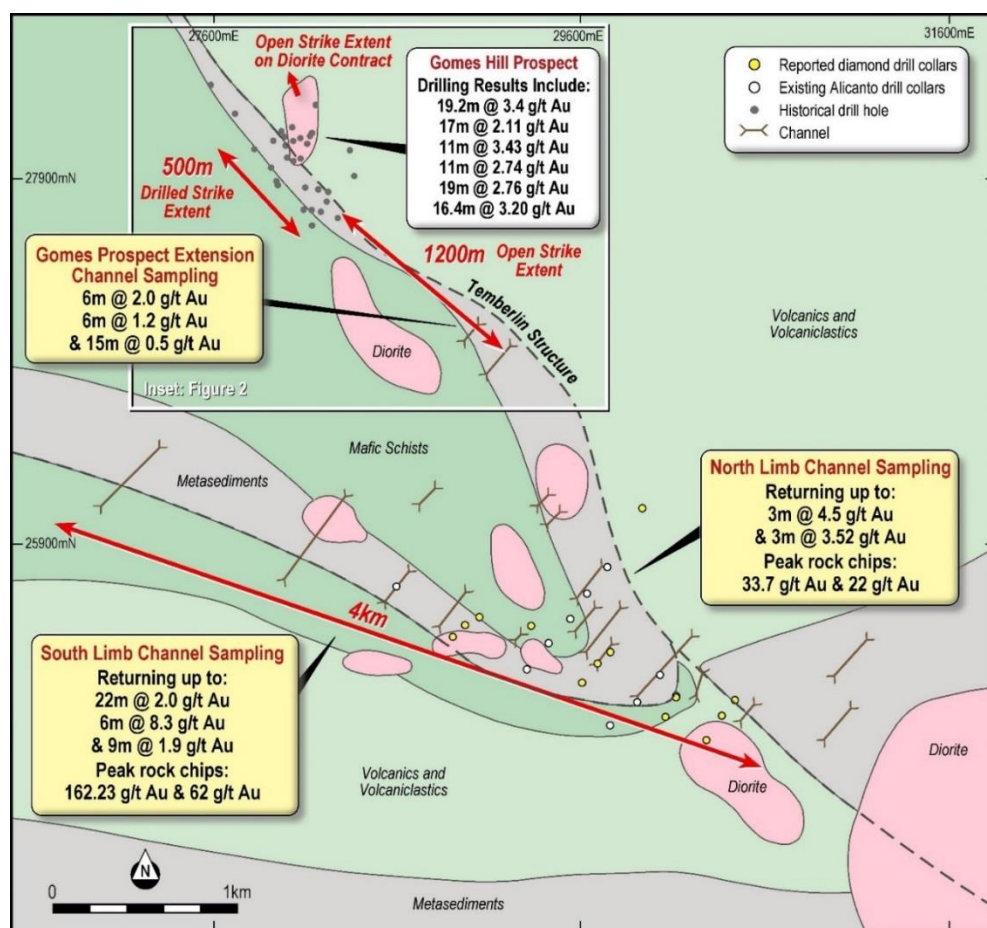 27600mE
29600mE
31600mE
Open Strike Extent
on Diorite Contract
Gomes Hill Prospect
Drilling Results Include:
19.2m @ 3.4 g/t Au
17m @ 2.11 g/t Au
11m @ 3.43 g/t Au
11m @ 2.74 g/t Au
19m @ 2.76 g/t Au
16.4m @ 3.20 g/t Au
Reported diamond drill collars
Existing Alicanto drill collars
Historical drill hole
Channel
27900mN
500m
Drilled Strike
Extent
Gomes Prospect Extension
Channel Sampling
6m @ 2.0 g/t Au
6m @ 1.2 g/t Au
& 15m @ 0.5 g/t Au
1200m Open Strike
Extent
Temberlin Structure
Volcanics and
Volcaniclastics
Diorite
Inset: Figure 2
Mafic Schists
Metasediments
North Limb Channel Sampling
Returning up to:
3m @ 4.5 g/t Au
& 3m @ 3.52 g/t Au
Peak rock chips:
33.7 g/t Au & 22 g/t Au
25900mN
4km
South Limb Channel Sampling
Returning up to:
22m @ 2.0 g/t Au
6m @ 8.3 g/t Au
& 9m @ 1.9 g/t Au
Peak rock chips:
162.23 g/t Au & 62 g/t Au
Volcanics and
Volcaniclastics
Diorite
Diorite
N
0
1km
Metasediments